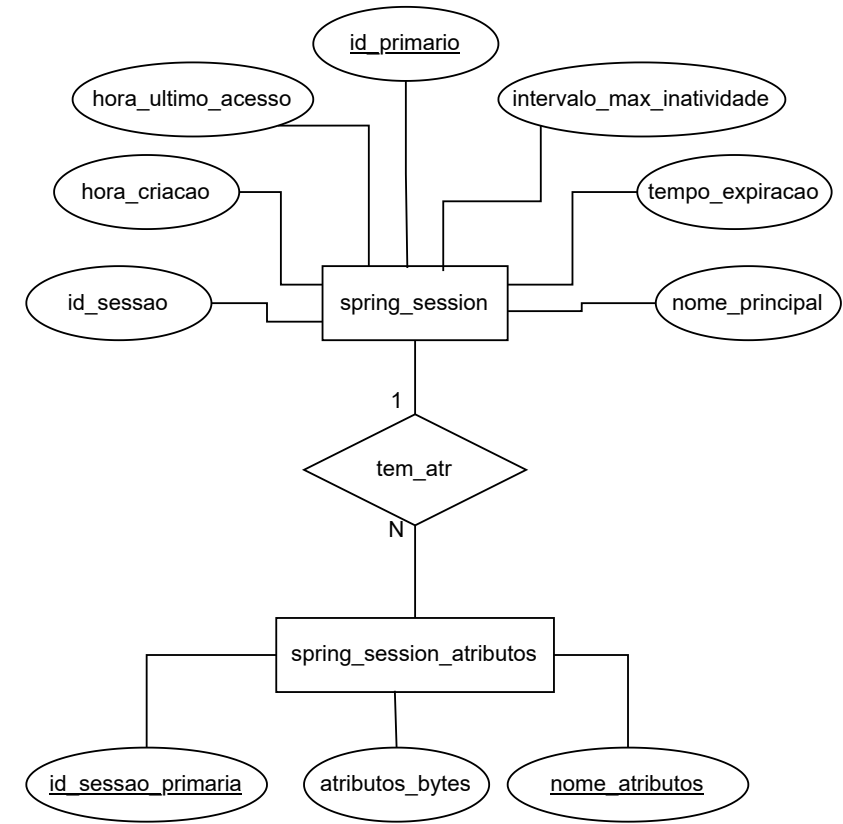 id_primario
hora_ultimo_acesso
intervalo_max_inatividade
hora_criacao
tempo_expiracao
id_sessao
spring_session
nome_principal
1
tem_atr
N
spring_session_atributos
id_sessao_primaria
atributos_bytes
nome_atributos